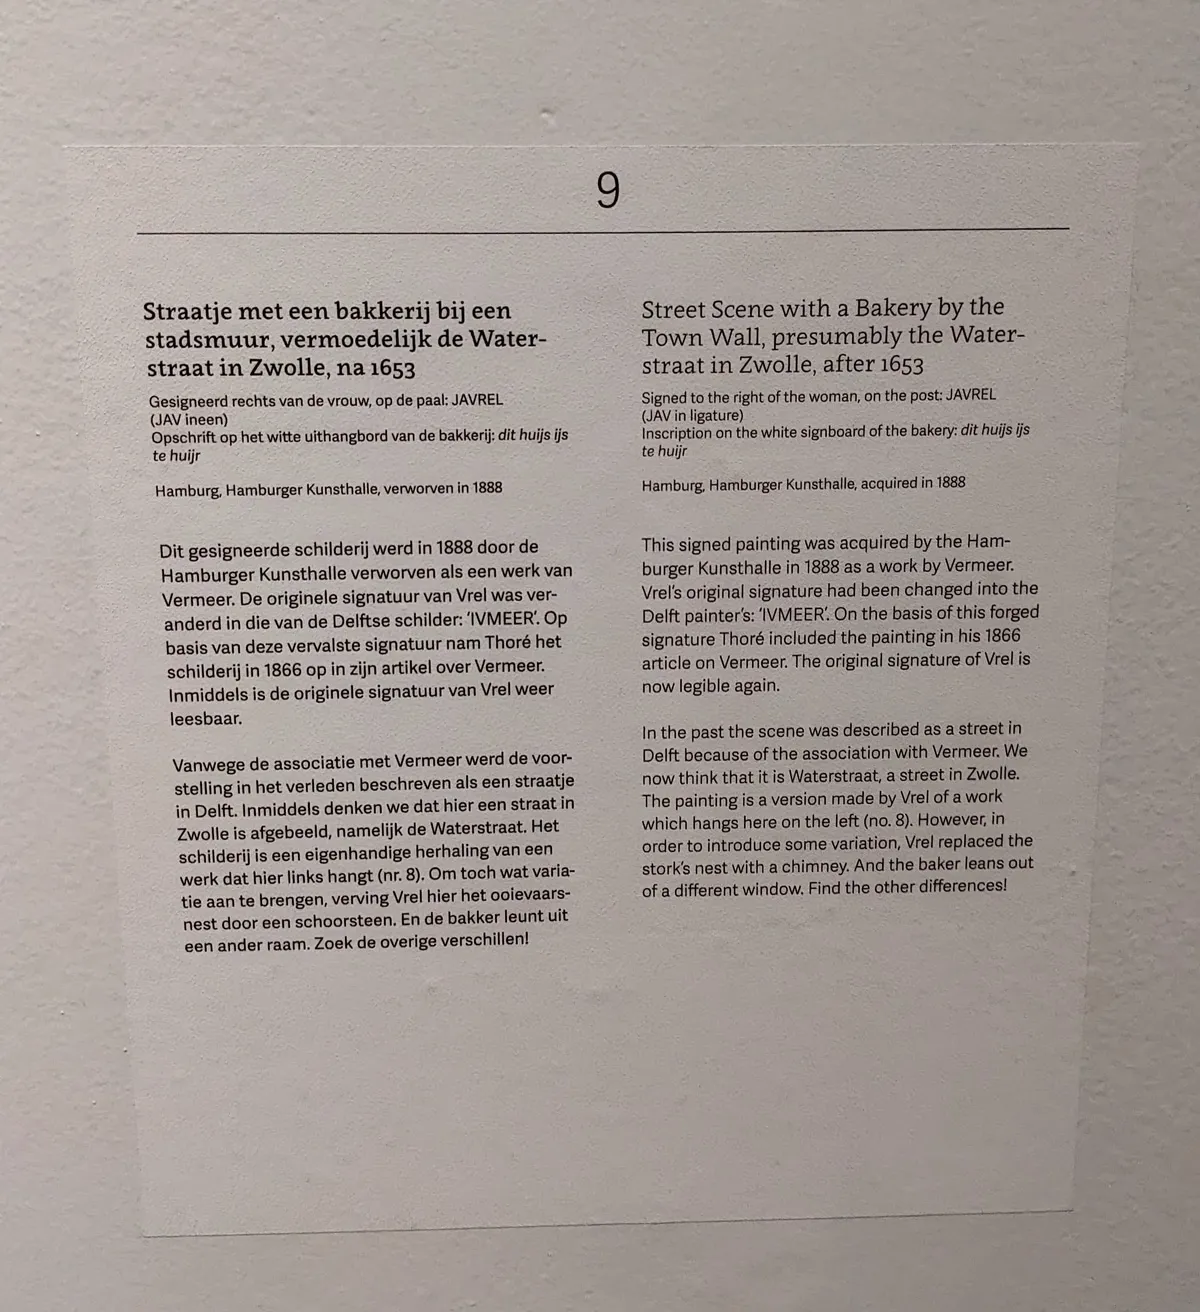 9
Straatje met een bakkerij bij een
stadsmuur, vermoedelijk de Water-
straat in Zwolle, na 1653
Gesigneerd rechts van de vrouw, op de paal: JAVREL
(JAV ineen)
Opschrift op het witte uithangbord van de bakkerij: dit huijs ijs
te huijr
Hamburg, Hamburger Kunsthalle, verworven in 1888
Dit gesigneerde schilderij werd in 1888 door de
Hamburger Kunsthalle verworven als een werk van
Vermeer. De originele signatuur van Vrel was ver-
anderd in die van de Delftse schilder: ‘IVMEER’. Op
basis van deze vervalste signatuur nam Thoré het
schilderij in 1866 op in zijn artikel over Vermeer.
Inmiddels is de originele signatuur van Vrel weer
leesbaar.
Vanwege de associatie met Vermeer werd de voor-
stelling in het verleden beschreven als een straatje
in Delft. Inmiddels denken we dat hier een straat in
Zwolle is afgebeeld, namelijk de Waterstraat. Het
schilderij is een eigenhandige herhaling van een
werk dat hier links hangt (nr. 8). Om toch wat varia-
tie aan te brengen, verving Vrel hier het ooievaars-
nest door een schoorsteen. En de bakker leunt uit
een ander raam. Zoek de overige verschillen!
Street Scene with a Bakery by the
Town Wall, presumably the Water-
straat in Zwolle, after 1653
Signed to the right of the woman, on the post: JAVREL
(JAV in ligature)
Inscription on the white signboard of the bakery: dit huijs ijs
te huijr
Hamburg, Hamburger Kunsthalle, acquired in 1888
This signed painting was acquired by the Ham-
burger Kunsthalle in 1888 as a work by Vermeer.
Vrel’s original signature had been changed into the
Delft painter’s: ‘IVMEER’. On the basis of this forged
signature Thoré included the painting in his 1866
article on Vermeer. The original signature of Vrel is
now legible again.
In the past the scene was described as a street in
Delft because of the association with Vermeer. We
now think that it is Waterstraat, a street in Zwolle.
The painting is a version made by Vrel of a work
which hangs here on the left (no. 8). However, in
order to introduce some variation, Vrel replaced the
stork’s nest with a chimney. And the baker leans out
of a different window. Find the other differences!